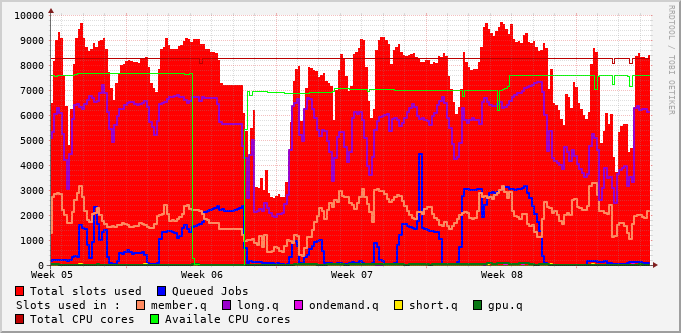 10000
9000
8000
7000
6000
5000
4000
3000
2000
1000
0
Week 05 Week 06 Week 07 Week 08
RRDTOOL / TOBI OETIKER
Total slots used Queued Jobs
Slots used in : member.q long.q ondemand.q short.q gpu.q
Total CPU cores Availale CPU cores